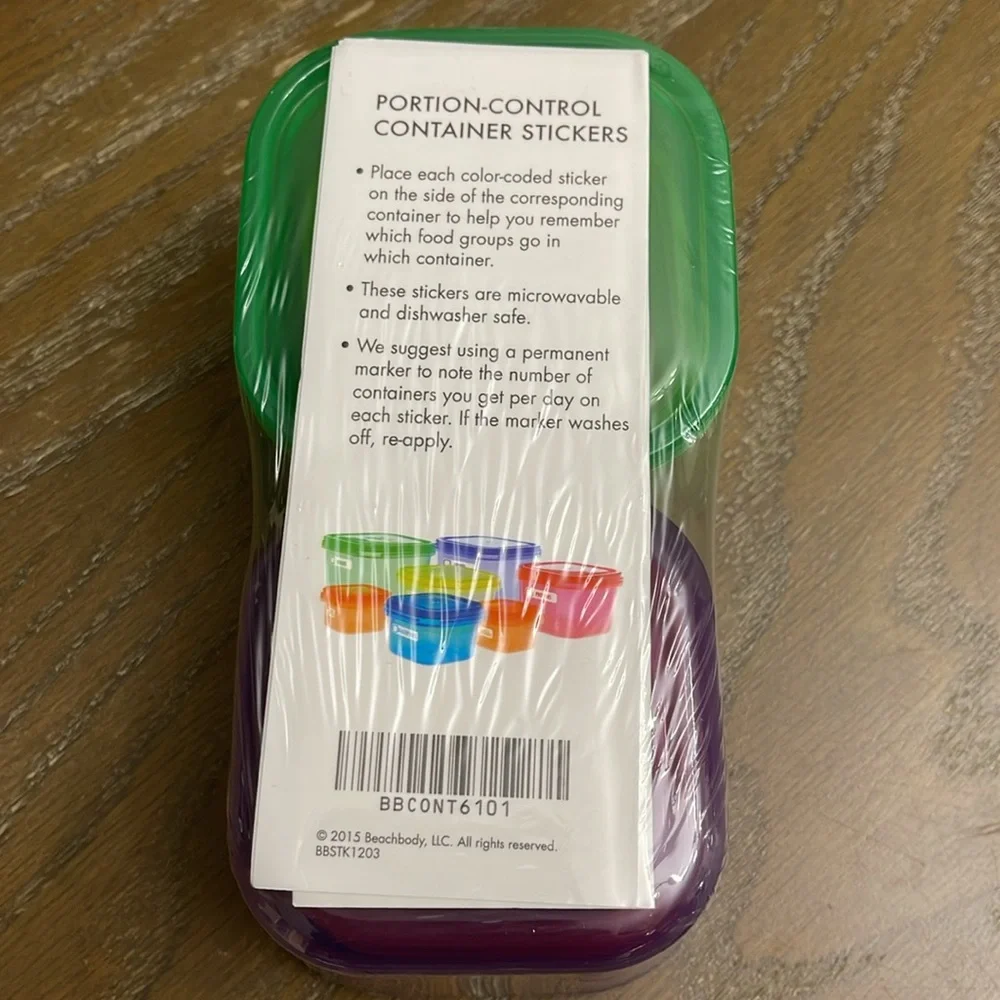 PORTION-CONTROL
CONTAINER STICKERS
• Place each color-coded sticker
on the side of the corresponding
container to help you remember
which food groups go in
which container.
• These stickers are microwavable
and dishwasher safe.
• We suggest using a permanent
marker to note the number of
containers you get per day on
each sticker. If the marker washes
off, re-apply.
BBCONT6101
© 2015 Beachbody, LLC. All rights reserved.
BBSTK1203